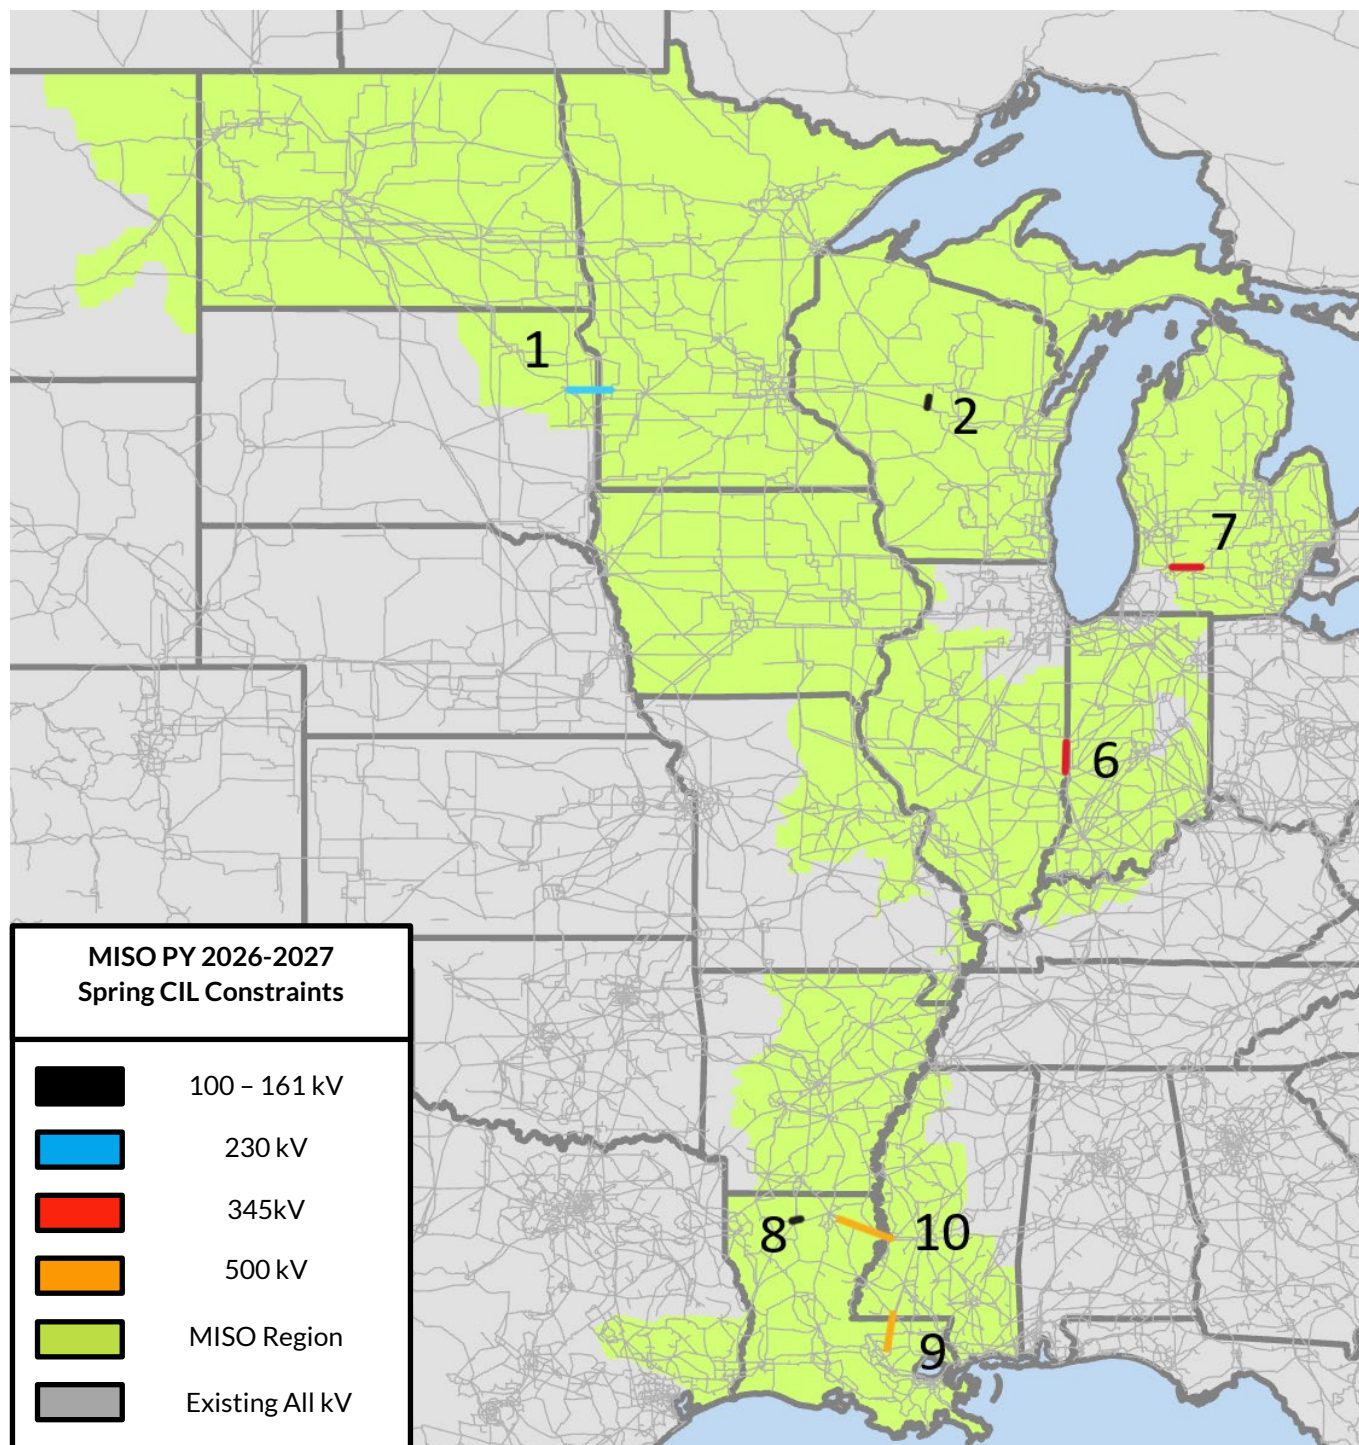 1
2
7
6
8
10
9
MISO PY 2026-2027
Spring CIL Constraints
100 – 161 kV
230 kV
345kV
500 kV
MISO Region
Existing All kV